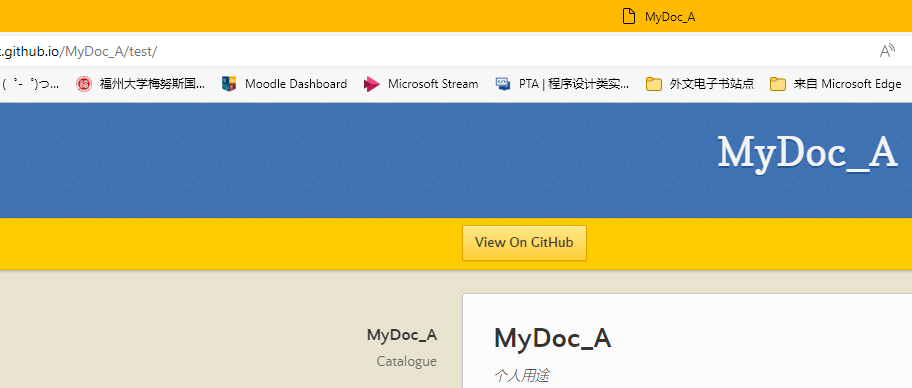 MyDoc_A
.github.io/MyDoc_A/test/
( ゜- ゜)つ... 福州大学梅努斯国... Moodle Dashboard Microsoft Stream PTA | 程序设计类实... 外文电子书站点 来自 Microsoft Edge
MyDoc_A
View On GitHub
MyDoc_A
Catalogue
MyDoc_A
个人用途